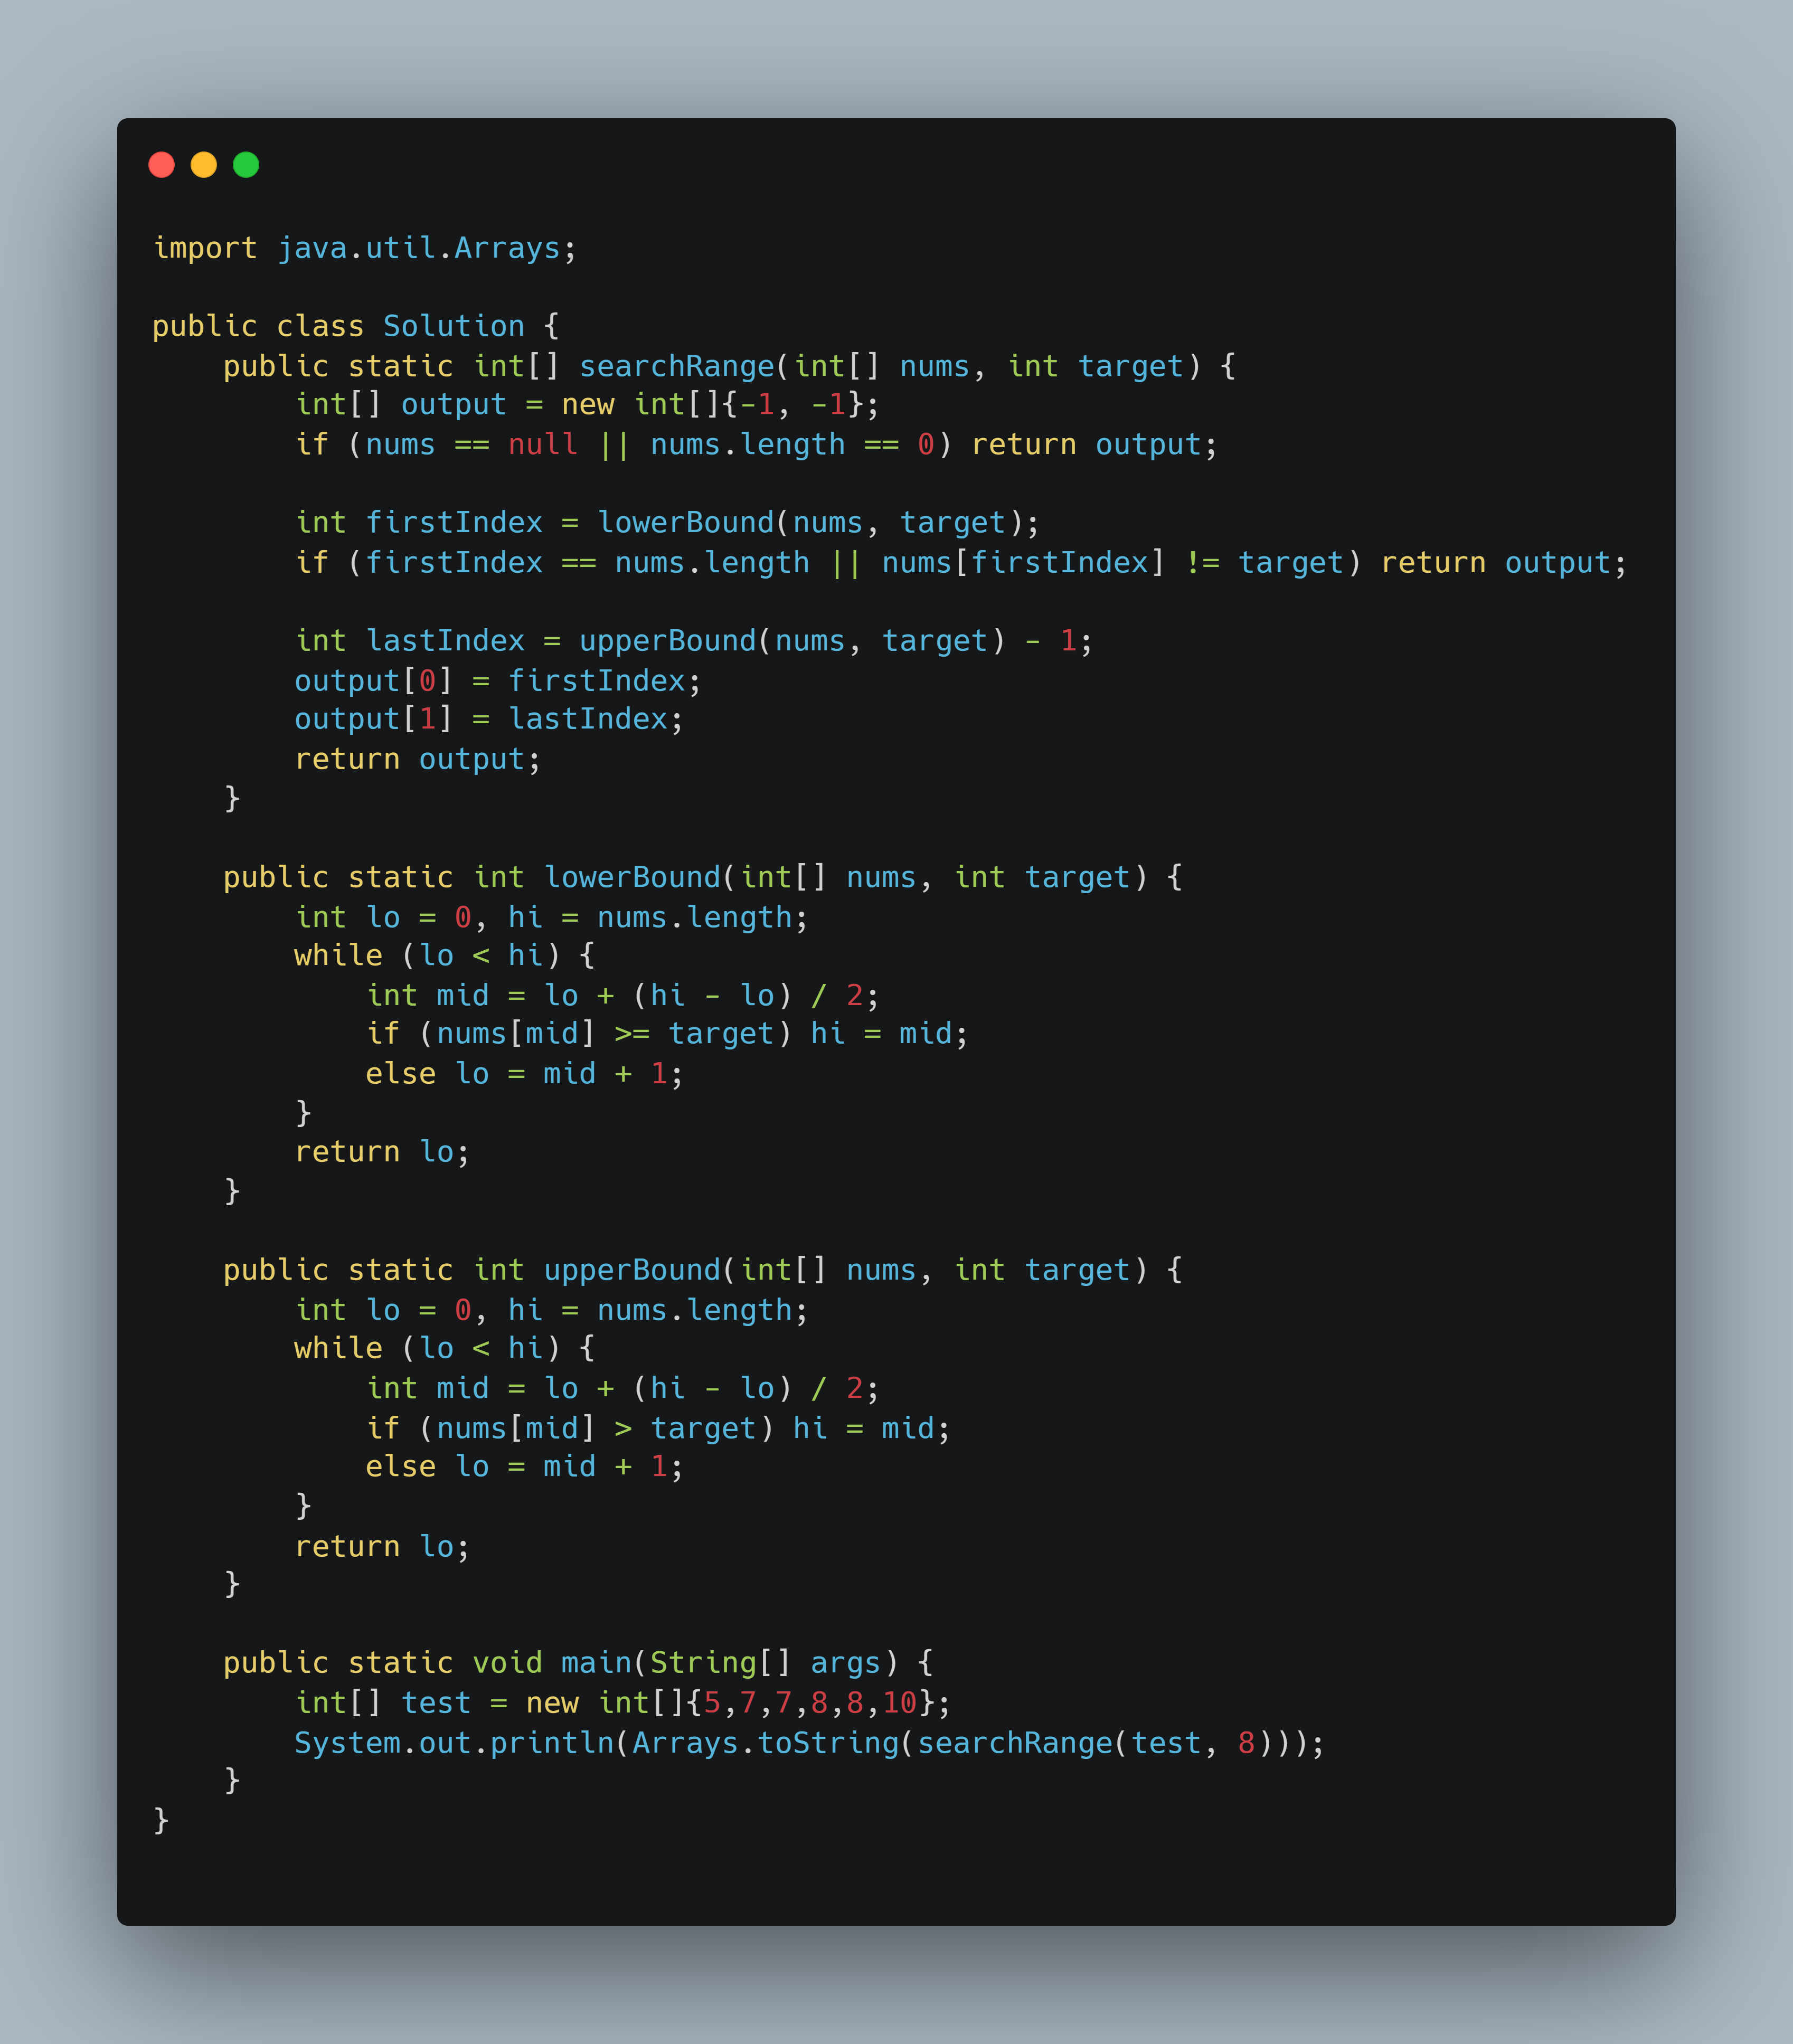 import java.util.Arrays;

public class Solution {
    public static int[] searchRange(int[] nums, int target) {
        int[] output = new int[]{-1, -1};
        if (nums == null || nums.length == 0) return output;

        int firstIndex = lowerBound(nums, target);
        if (firstIndex == nums.length || nums[firstIndex] != target) return output;

        int lastIndex = upperBound(nums, target) - 1;
        output[0] = firstIndex;
        output[1] = lastIndex;
        return output;
    }

    public static int lowerBound(int[] nums, int target) {
        int lo = 0, hi = nums.length;
        while (lo < hi) {
            int mid = lo + (hi - lo) / 2;
            if (nums[mid] >= target) hi = mid;
            else lo = mid + 1;
        }
        return lo;
    }

    public static int upperBound(int[] nums, int target) {
        int lo = 0, hi = nums.length;
        while (lo < hi) {
            int mid = lo + (hi - lo) / 2;
            if (nums[mid] > target) hi = mid;
            else lo = mid + 1;
        }
        return lo;
    }

    public static void main(String[] args) {
        int[] test = new int[]{5,7,7,8,8,10};
        System.out.println(Arrays.toString(searchRange(test, 8)));
    }
}